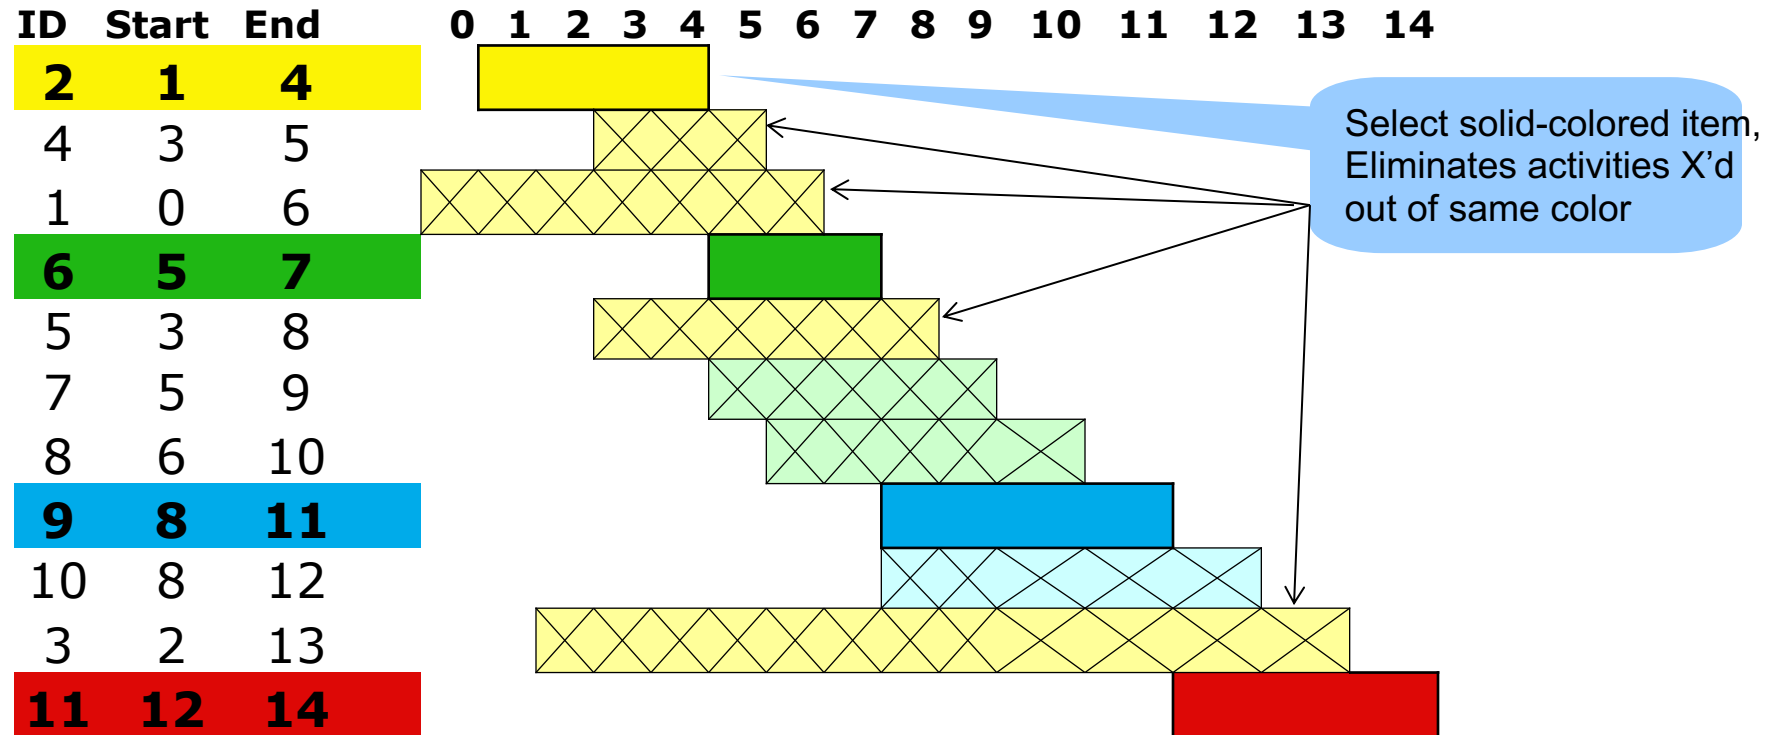 ID Start End 0 1 2 3 4 5 6 7 8 9 10 11 12 13 14
2 1 4
4 3 5
1 0 6
6 5 7
5 3 8
7 5 9
8 6 10
9 8 11
10 8 12
3 2 13
11 12 14
Select solid-colored item,
Eliminates activities X’d
out of same color